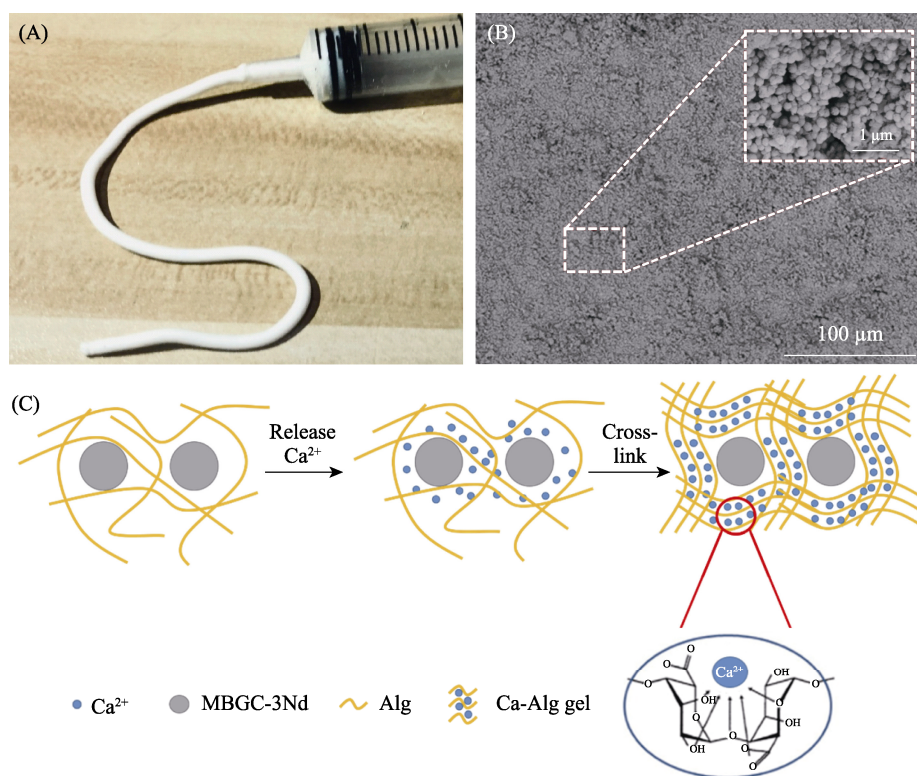 (A)
(B)
1 µm
100 µm
(C)
Release
Ca²⁺
Cross-
link
Ca²⁺
MBGC-3Nd
Alg
Ca-Alg gel
Ca²⁺
O
O
O
OH
O
OH
O
O
OH
O
O
OH
O